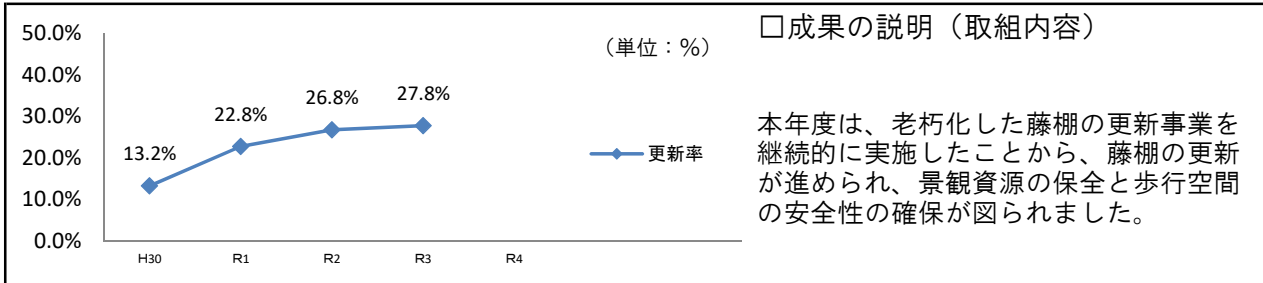 50.0%
40.0%
30.0%
20.0%
10.0%
0.0%
(単位：%)
13.2%
22.8%
26.8%
27.8%
更新率
H30
R1
R2
R3
R4
□成果の説明（取組内容）
本年度は、老朽化した藤棚の更新事業を
継続的に実施したことから、藤棚の更新
が進められ、景観資源の保全と歩行空間
の安全性の確保が図られました。